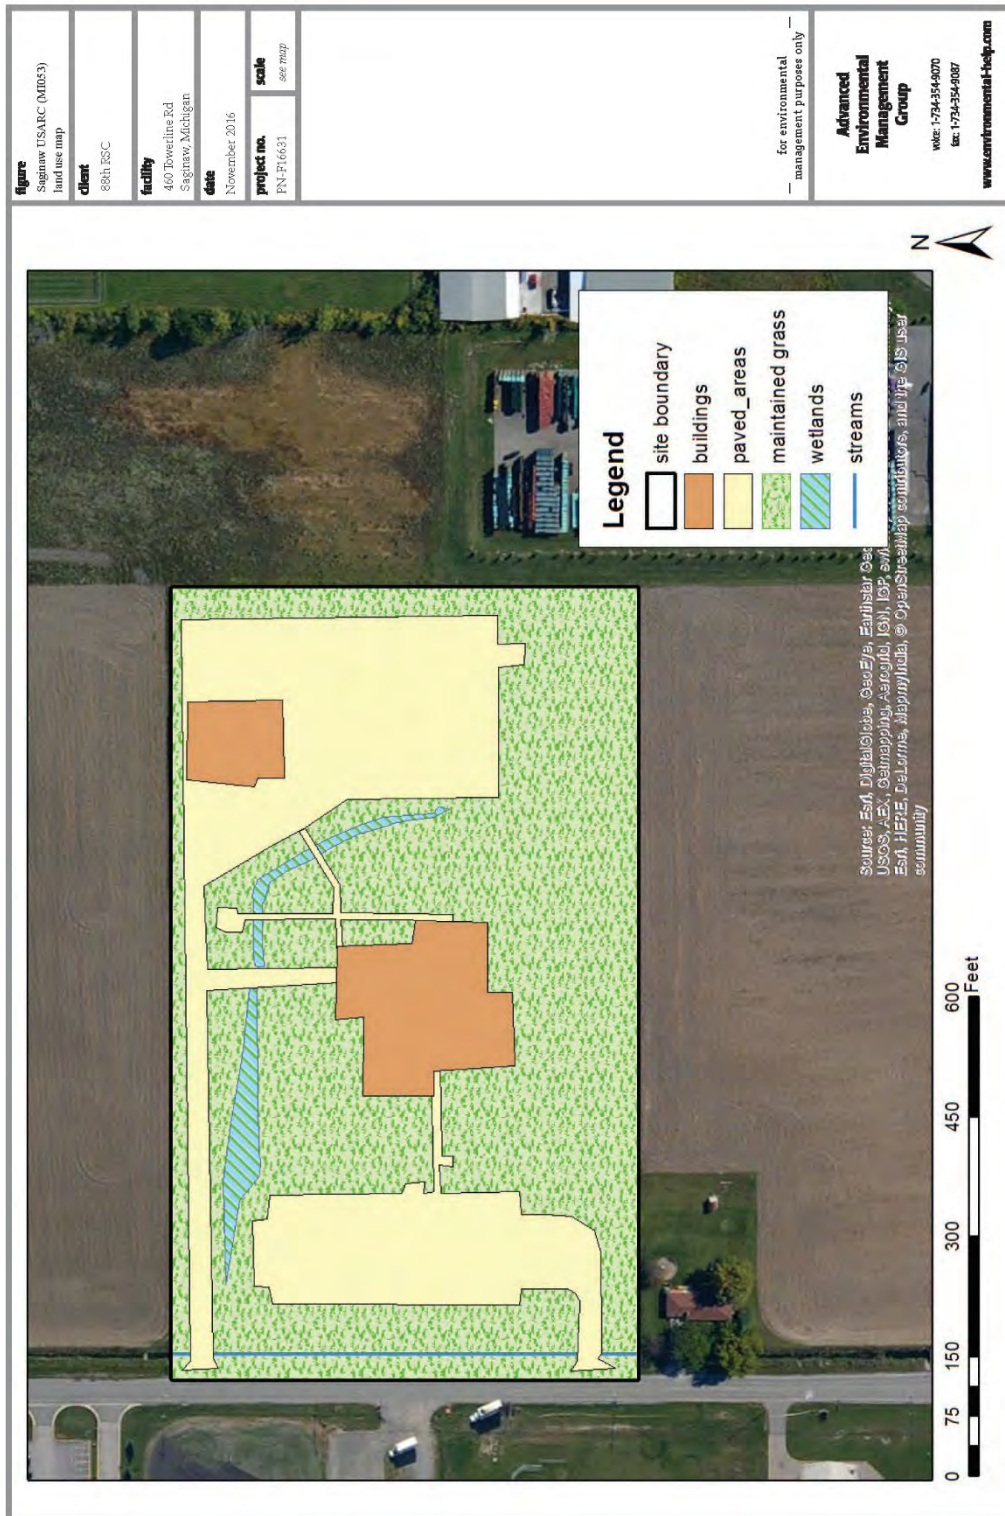 figure
Saginaw USARC (MI053)
land use map
client
88th RSC
facility
460 Towerline Rd
Saginaw, Michigan
date
November 2016
project no.
PN-F16631
scale
see map
for environmental
— management purposes only —
Advanced
Environmental
Management
Group
voice: 1-734-354-9070
fax: 1-734-354-9087
www.environmental-help.com
N
Legend
site boundary
buildings
paved_areas
maintained grass
wetlands
streams
Source: Esri, DigitalGlobe, GeoEye, Earthstar Geo
USGS, AEX, Getmapping, Aerogrid, IGN, IGP, swi
Esri, HERE, DeLorme, MapmyIndia, © OpenStreetMap contributors, and the GIS user
community
0 75 150 300 450 600
Feet